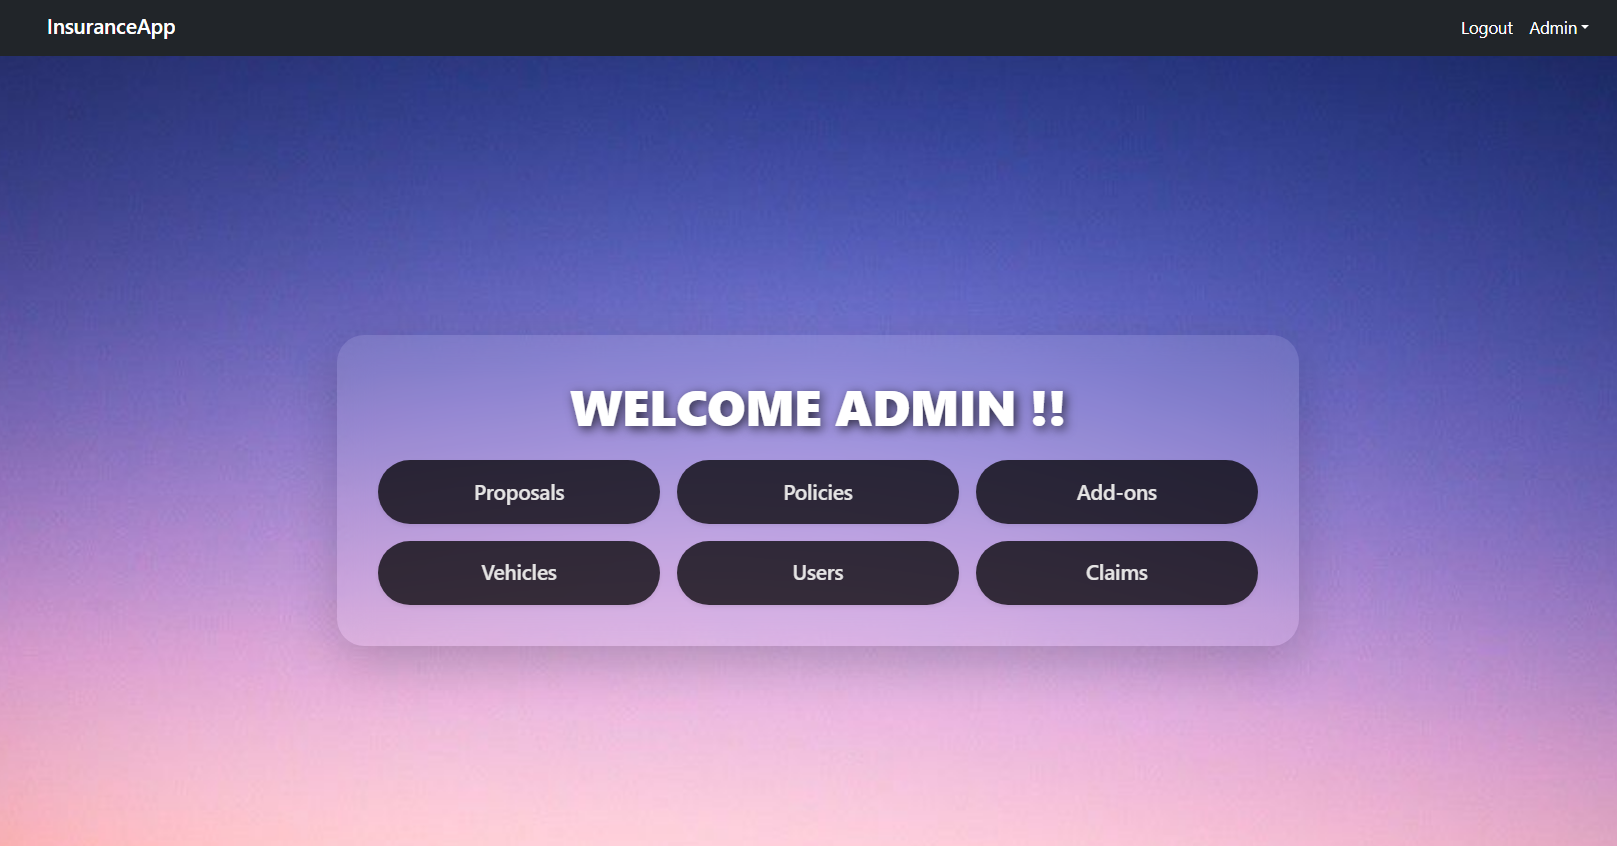 InsuranceApp Logout Admin
WELCOME ADMIN !!
Proposals Policies Add-ons
Vehicles Users Claims